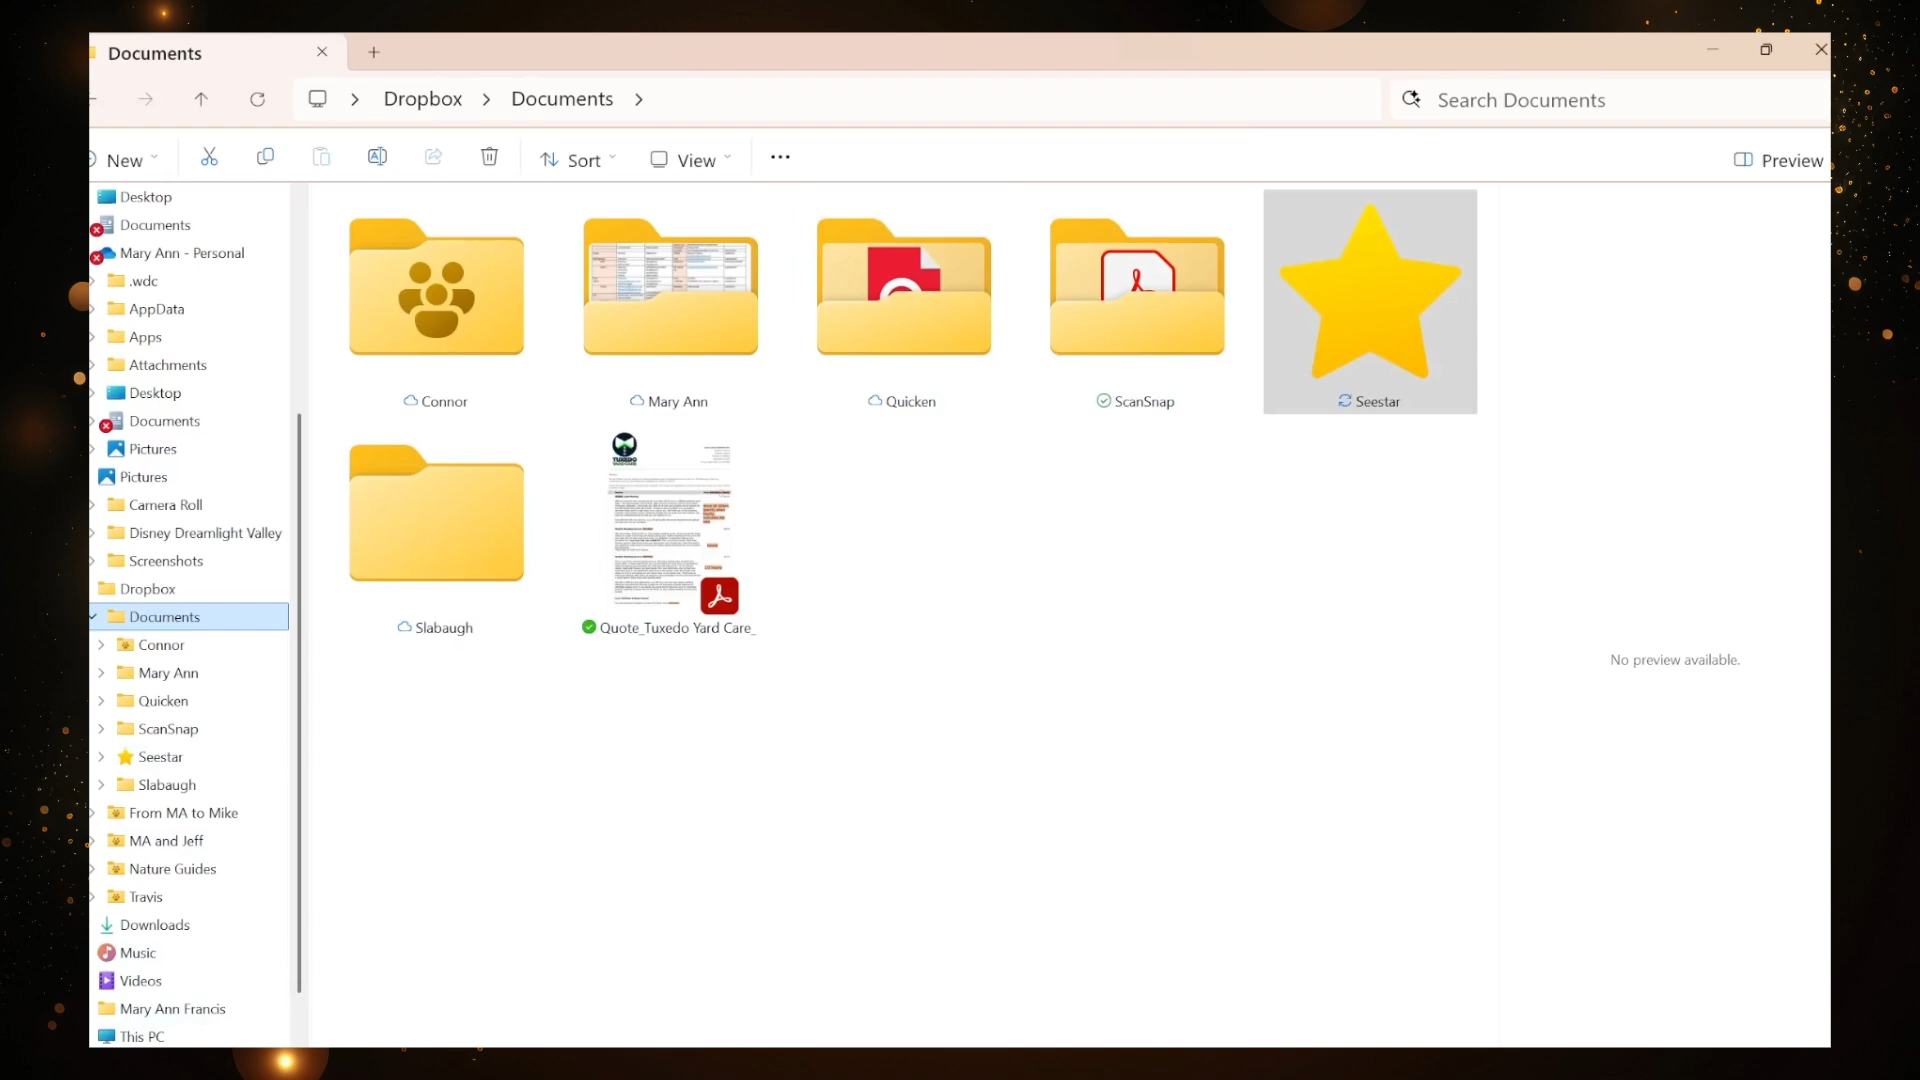 Documents
Dropbox
Documents
Search Documents
New
Sort
View
Preview
Desktop
Documents
Mary Ann - Personal
.wdc
AppData
Apps
Attachments
Desktop
Documents
Pictures
Pictures
Camera Roll
Disney Dreamlight Valley
Screenshots
Dropbox
Documents
Connor
Mary Ann
Quicken
ScanSnap
Seestar
Slabaugh
From MA to Mike
MA and Jeff
Nature Guides
Travis
Downloads
Music
Videos
Mary Ann Francis
This PC
Connor
Mary Ann
Quicken
ScanSnap
Seestar
Slabaugh
TUXEDO
Quote_Tuxedo Yard Care_
No preview available.